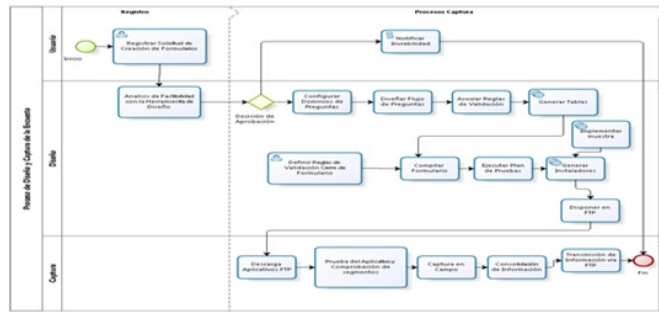 Registro
Procesos Captura
Proceso de Diseño y Captura de la Encuesta
Usuario
Inicio
Registrar Solicitud de
Creación de Formularios
Notificar
Inviabilidad
Diseño
Analisis de Factibilidad
con la Herramienta de
Diseño
Decisión de
Aprobación
Configurar
Dominios de
Preguntas
Diseñar Flujo
de Preguntas
Asociar Reglas
de Validación
Generar Tablas
Implementar
muestra
Definir Reglas de
Validación Cierre de
Formulario
Compilar
Formulario
Ejecutar Plan
de Pruebas
Generar
Instaladores
Disponer en
FTP
Captura
Descarga
Aplicativos FTP
Prueba del Aplicativo y
Comprobación de
segmentos
Captura en
Campo
Consolidación
de Información
Transmisión de
Información via
FTP
Fin